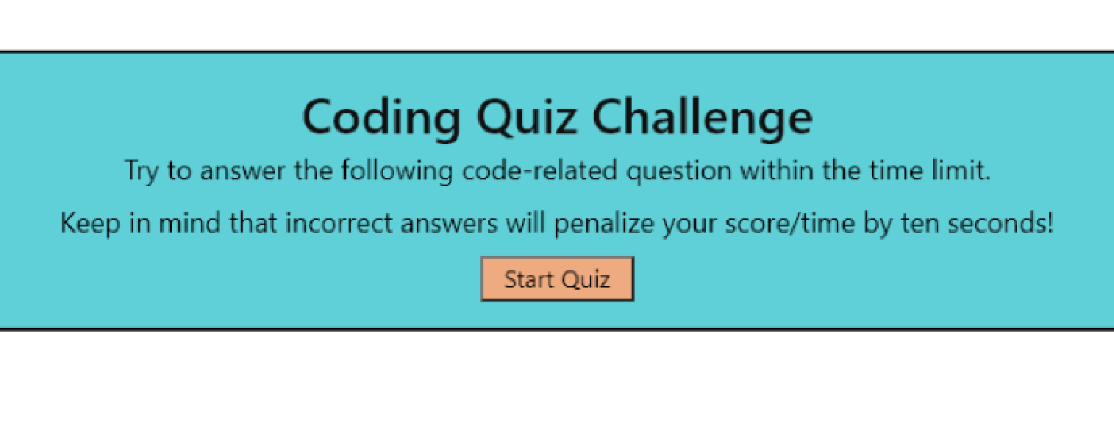 Coding Quiz Challenge
Try to answer the following code-related question within the time limit.
Keep in mind that incorrect answers will penalize your score/time by ten seconds!
Start Quiz